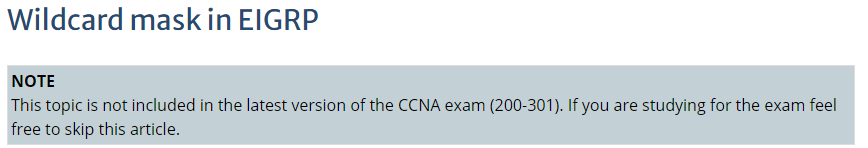 Wildcard mask in EIGRP
NOTE
This topic is not included in the latest version of the CCNA exam (200-301). If you are studying for the exam feel
free to skip this article.